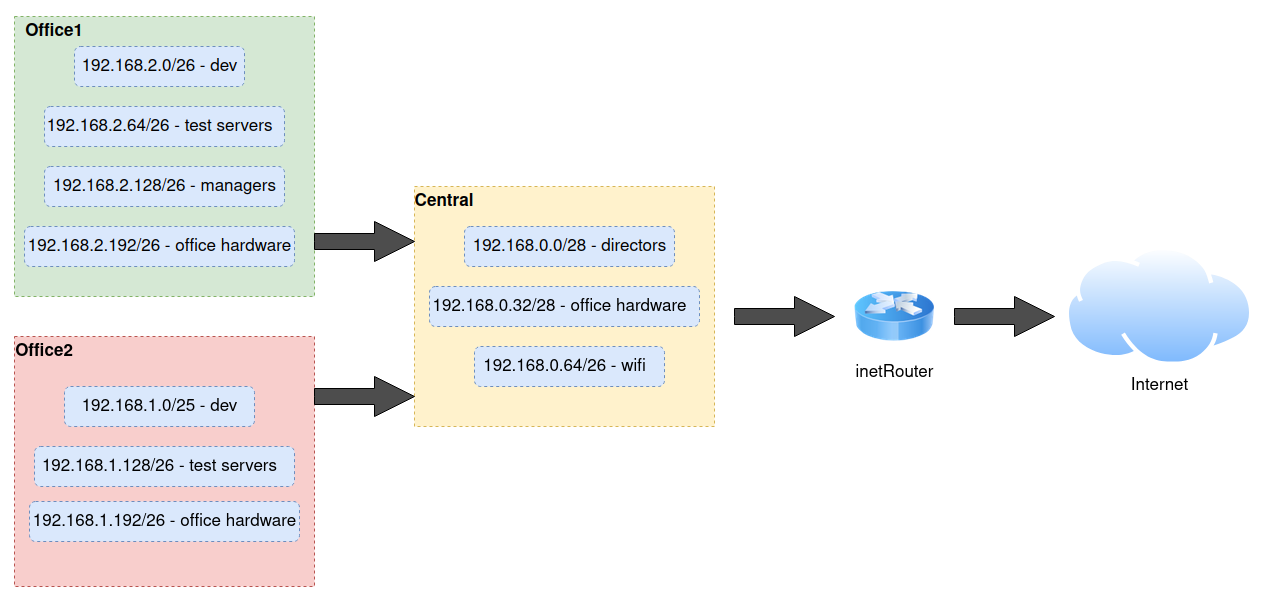 Office1
192.168.2.0/26 - dev
192.168.2.64/26 - test servers
192.168.2.128/26 - managers
192.168.2.192/26 - office hardware
Office2
192.168.1.0/25 - dev
192.168.1.128/26 - test servers
192.168.1.192/26 - office hardware
Central
192.168.0.0/28 - directors
192.168.0.32/28 - office hardware
192.168.0.64/26 - wifi
inetRouter
Internet